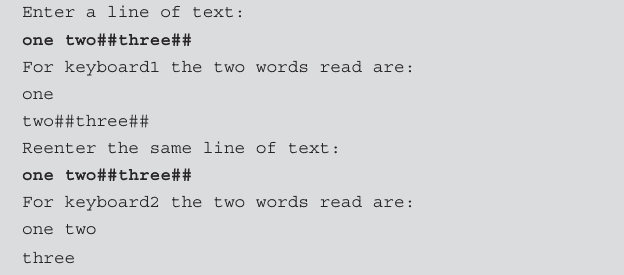 Enter a line of text:
one two##three##
For keyboard1 the two words read are:
one
two##three##
Reenter the same line of text:
one two##three##
For keyboard2 the two words read are:
one two
three